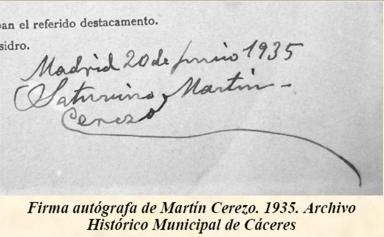 ban el referido destacamento.
sidro.
Madrid 20 de junio 1935
Saturnino Martín
Cerezo
Firma autógrafa de Martín Cerezo. 1935. Archivo
Histórico Municipal de Cáceres